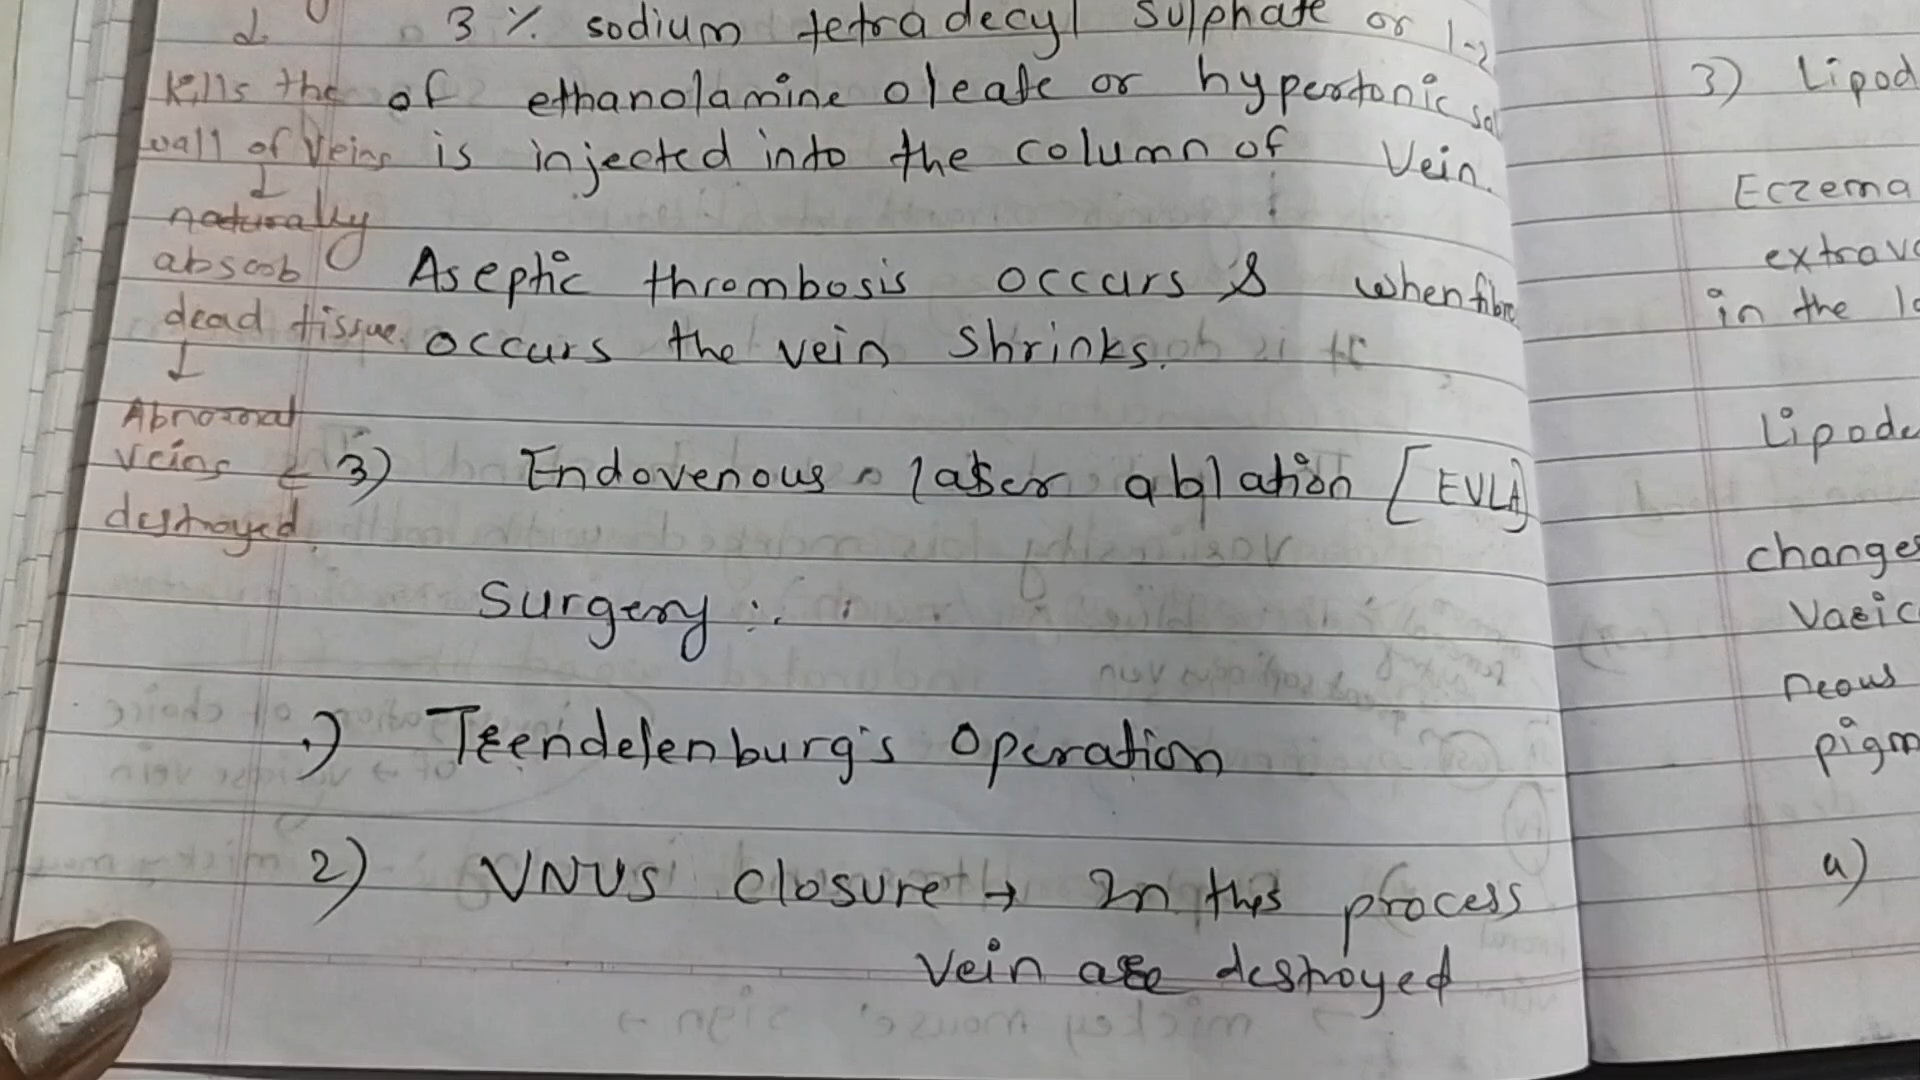 3 % sodium tetradecyl sulphate or 1-2
of ethanolamine oleate or hypertonic
is injected into the column of Vein.
Aseptic thrombosis occurs & when
occurs the vein shrinks.
kills the
wall of Veins
↓
naturally
absorb
dead tissue.
↓
Abnormal
veins
destroyed.
3) Endovenous laser ablation [EVLA]
Surgery :
1) Trendelenburg's Operation
2) VNUS closure → In this process
vein are destroyed
3) Lipod
Eczema
extrav
in the
Lipode
changes
Varic
neous
pigm
a)